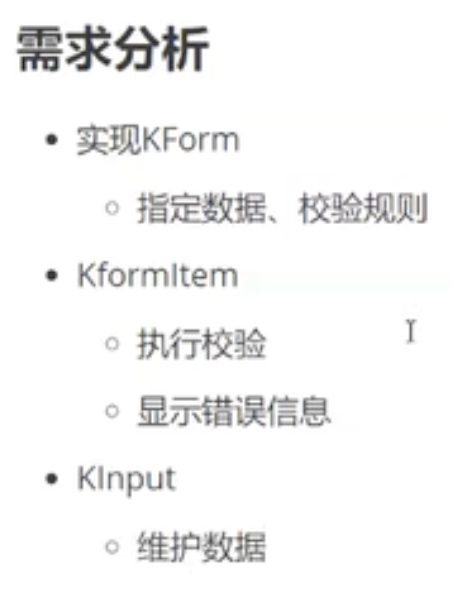 需求分析
实现KForm
指定数据、校验规则
KformItem
执行校验
显示错误信息
KInput
维护数据